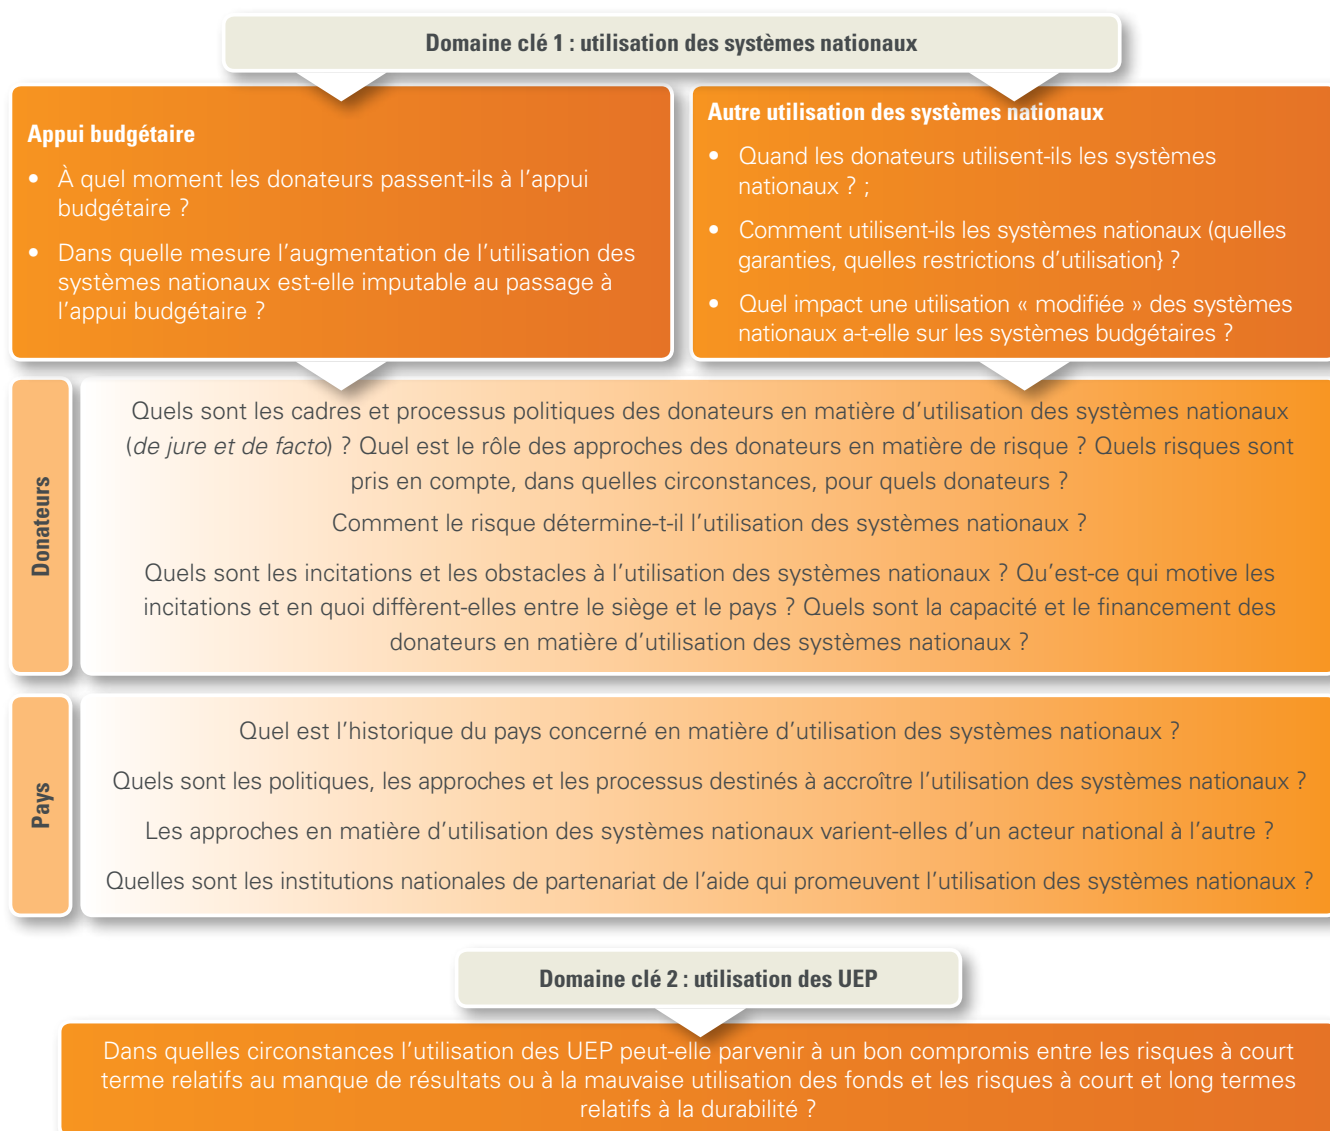 Domaine clé 1 : utilisation des systèmes nationaux
Appui budgétaire
• À quel moment les donateurs passent-ils à l'appui
budgétaire ?
• Dans quelle mesure l'augmentation de l'utilisation des
systèmes nationaux est-elle imputable au passage à
l'appui budgétaire ?
Autre utilisation des systèmes nationaux
• Quand les donateurs utilisent-ils les systèmes
nationaux ? ;
• Comment utilisent-ils les systèmes nationaux (quelles
garanties, quelles restrictions d'utilisation} ?
• Quel impact une utilisation « modifiée » des systèmes
nationaux a-t-elle sur les systèmes budgétaires ?
Donateurs
Quels sont les cadres et processus politiques des donateurs en matière d'utilisation des systèmes nationaux
(de jure et de facto) ? Quel est le rôle des approches des donateurs en matière de risque ? Quels risques sont
pris en compte, dans quelles circonstances, pour quels donateurs ?
Comment le risque détermine-t-il l'utilisation des systèmes nationaux ?
Quels sont les incitations et les obstacles à l'utilisation des systèmes nationaux ? Qu'est-ce qui motive les
incitations et en quoi diffèrent-elles entre le siège et le pays ? Quels sont la capacité et le financement des
donateurs en matière d'utilisation des systèmes nationaux ?
Pays
Quel est l'historique du pays concerné en matière d'utilisation des systèmes nationaux ?
Quels sont les politiques, les approches et les processus destinés à accroître l'utilisation des systèmes nationaux ?
Les approches en matière d'utilisation des systèmes nationaux varient-elles d'un acteur national à l'autre ?
Quelles sont les institutions nationales de partenariat de l'aide qui promeuvent l'utilisation des systèmes nationaux ?
Domaine clé 2 : utilisation des UEP
Dans quelles circonstances l'utilisation des UEP peut-elle parvenir à un bon compromis entre les risques à court
terme relatifs au manque de résultats ou à la mauvaise utilisation des fonds et les risques à court et long termes
relatifs à la durabilité ?